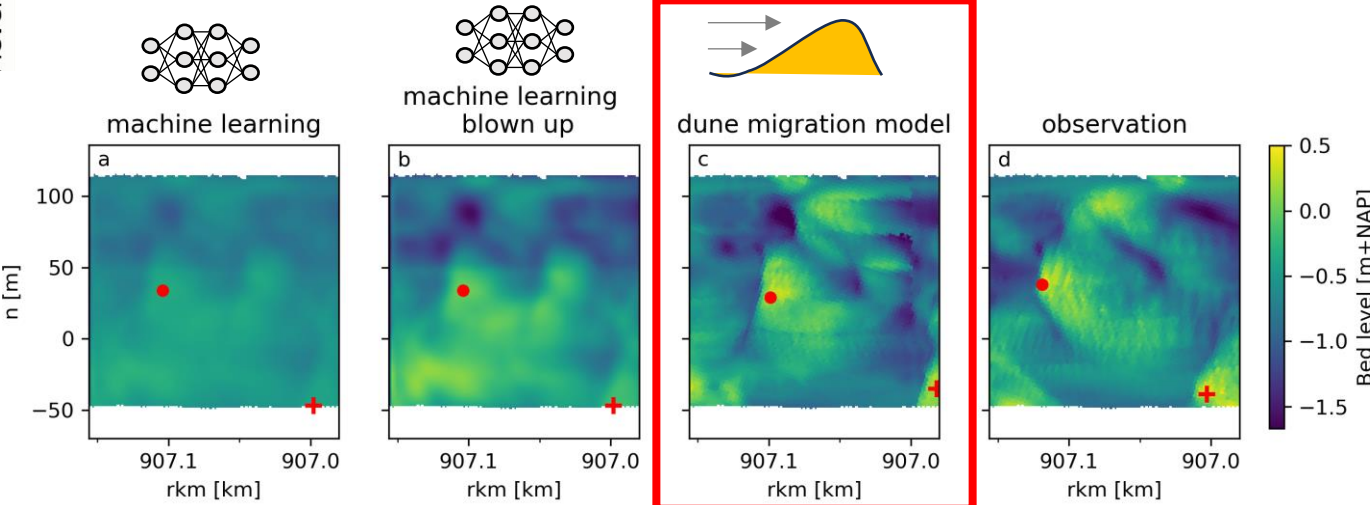 machine learning
machine learning
blown up
dune migration model
observation
a
b
c
d
100
50
0
−50
n [m]
907.1
907.0
rkm [km]
907.1
907.0
rkm [km]
907.1
907.0
rkm [km]
907.1
907.0
rkm [km]
0.5
0.0
−0.5
−1.0
−1.5
Bed level [m+NAP]